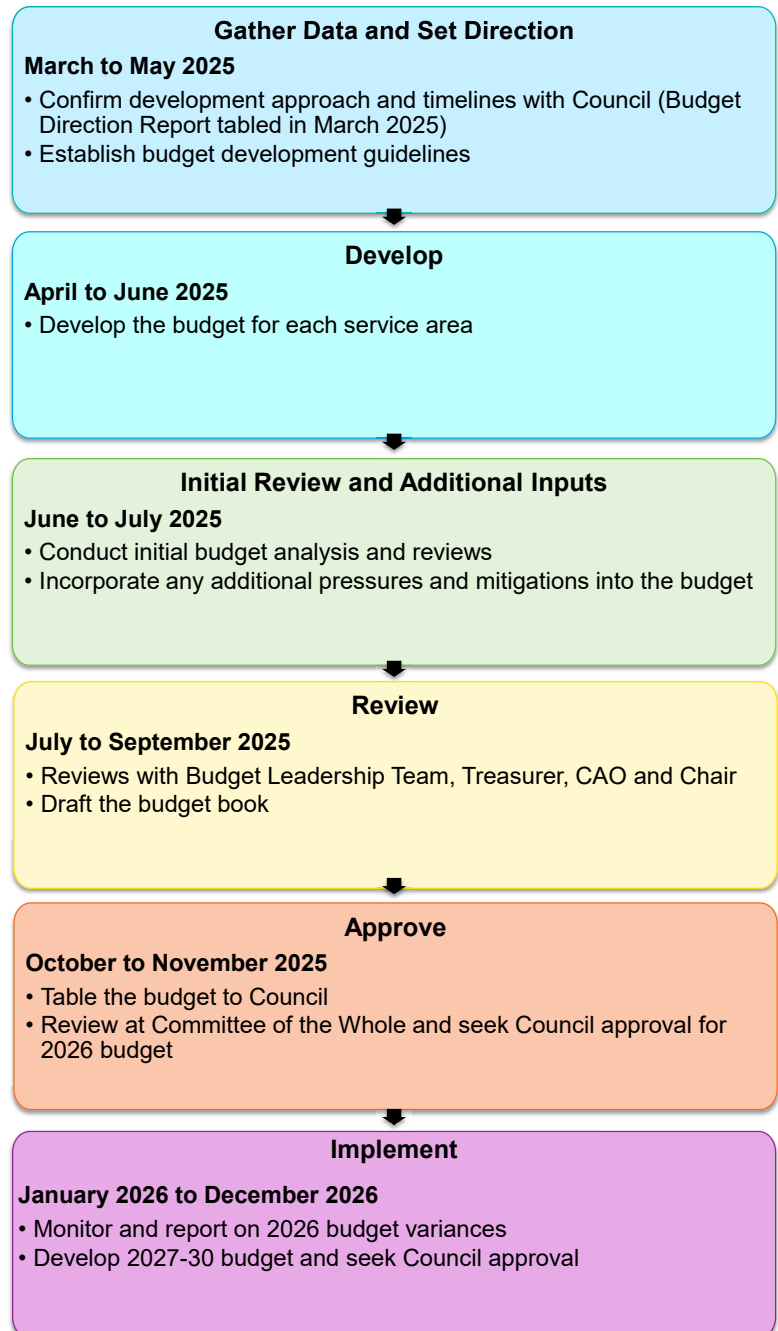 Gather Data and Set Direction
March to May 2025
• Confirm development approach and timelines with Council (Budget
Direction Report tabled in March 2025)
• Establish budget development guidelines
Develop
April to June 2025
• Develop the budget for each service area
Initial Review and Additional Inputs
June to July 2025
• Conduct initial budget analysis and reviews
• Incorporate any additional pressures and mitigations into the budget
Review
July to September 2025
• Reviews with Budget Leadership Team, Treasurer, CAO and Chair
• Draft the budget book
Approve
October to November 2025
• Table the budget to Council
• Review at Committee of the Whole and seek Council approval for
2026 budget
Implement
January 2026 to December 2026
• Monitor and report on 2026 budget variances
• Develop 2027-30 budget and seek Council approval